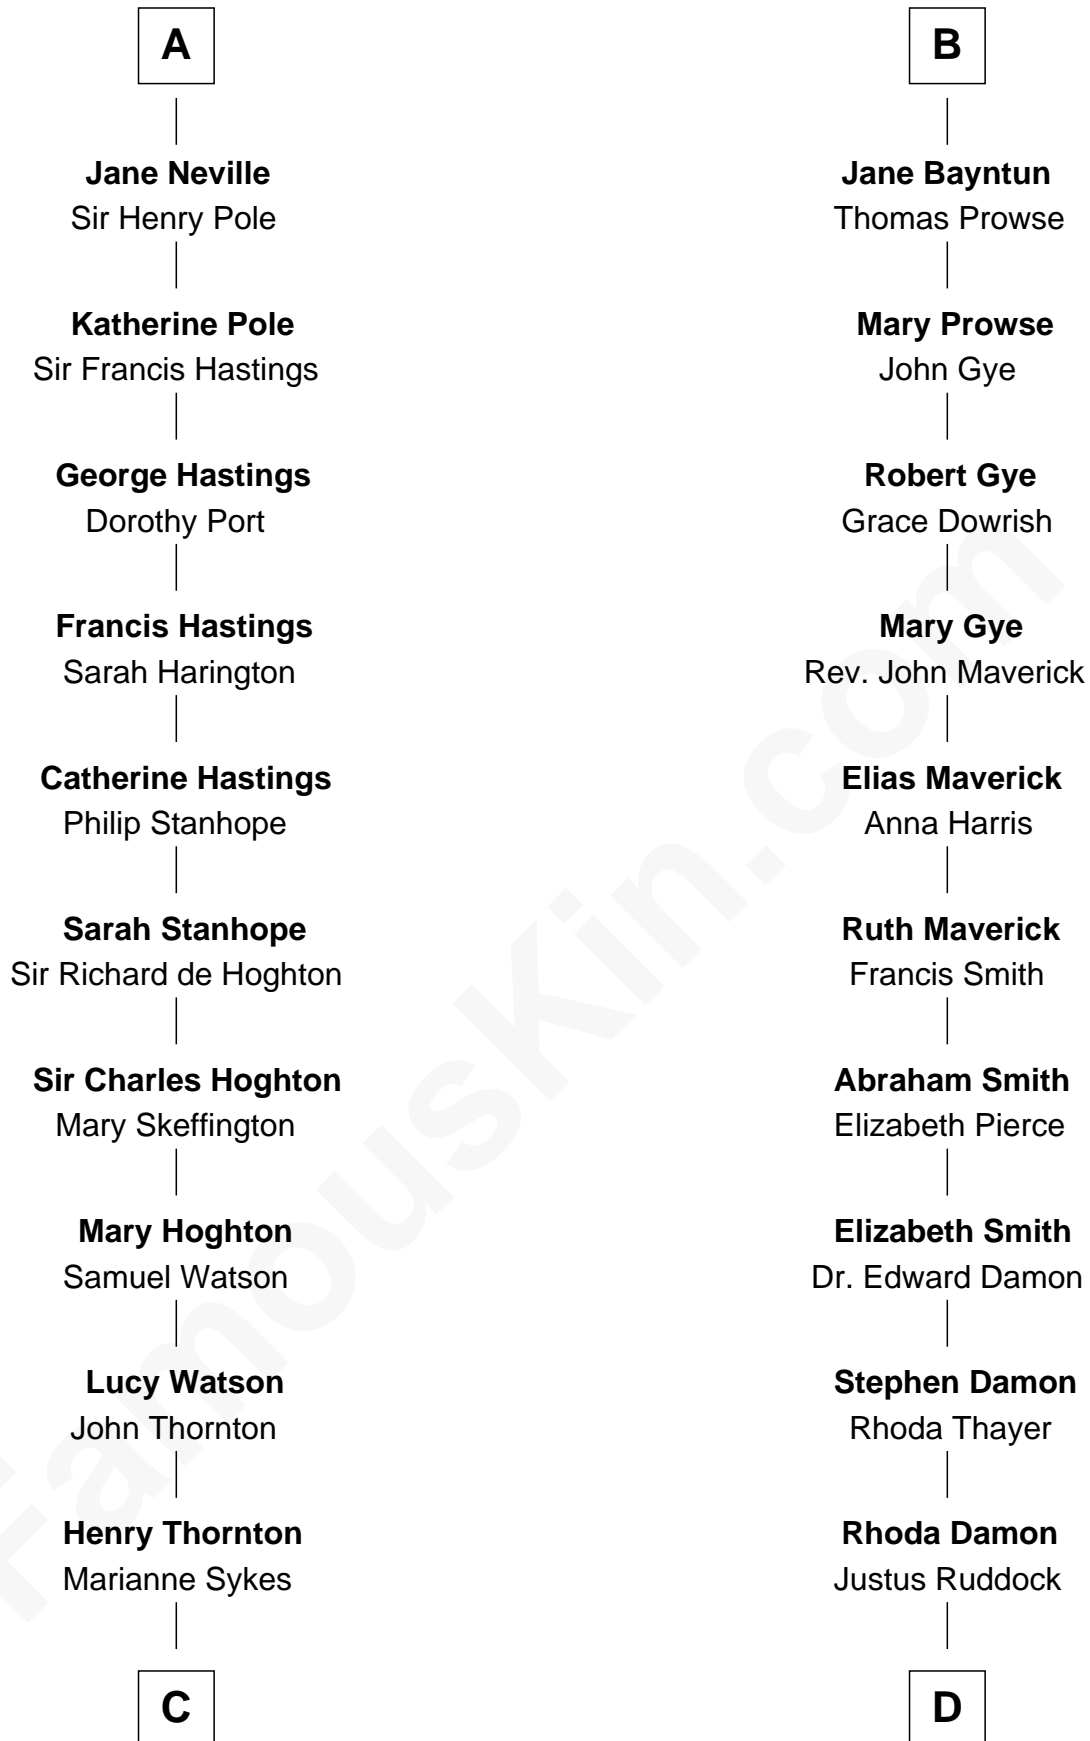 A
Jane Neville
Sir Henry Pole
Katherine Pole
Sir Francis Hastings
George Hastings
Dorothy Port
Francis Hastings
Sarah Harington
Catherine Hastings
Philip Stanhope
Sarah Stanhope
Sir Richard de Hoghton
Sir Charles Hoghton
Mary Skeffington
Mary Hoghton
Samuel Watson
Lucy Watson
John Thornton
Henry Thornton
Marianne Sykes
C
B
Jane Bayntun
Thomas Prowse
Mary Prowse
John Gye
Robert Gye
Grace Dowrish
Mary Gye
Rev. John Maverick
Elias Maverick
Anna Harris
Ruth Maverick
Francis Smith
Abraham Smith
Elizabeth Pierce
Elizabeth Smith
Dr. Edward Damon
Stephen Damon
Rhoda Thayer
Rhoda Damon
Justus Ruddock
D
FamousKin.com